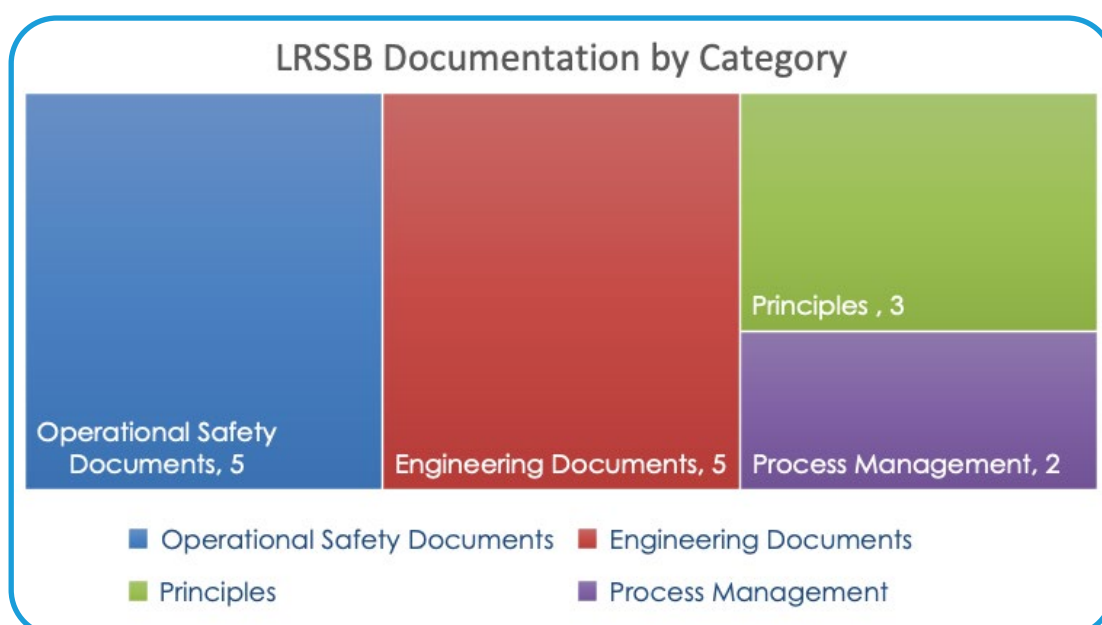 LRSSB Documentation by Category
Operational Safety
Documents, 5
Engineering Documents, 5
Principles , 3
Process Management, 2
Operational Safety Documents
Engineering Documents
Principles
Process Management